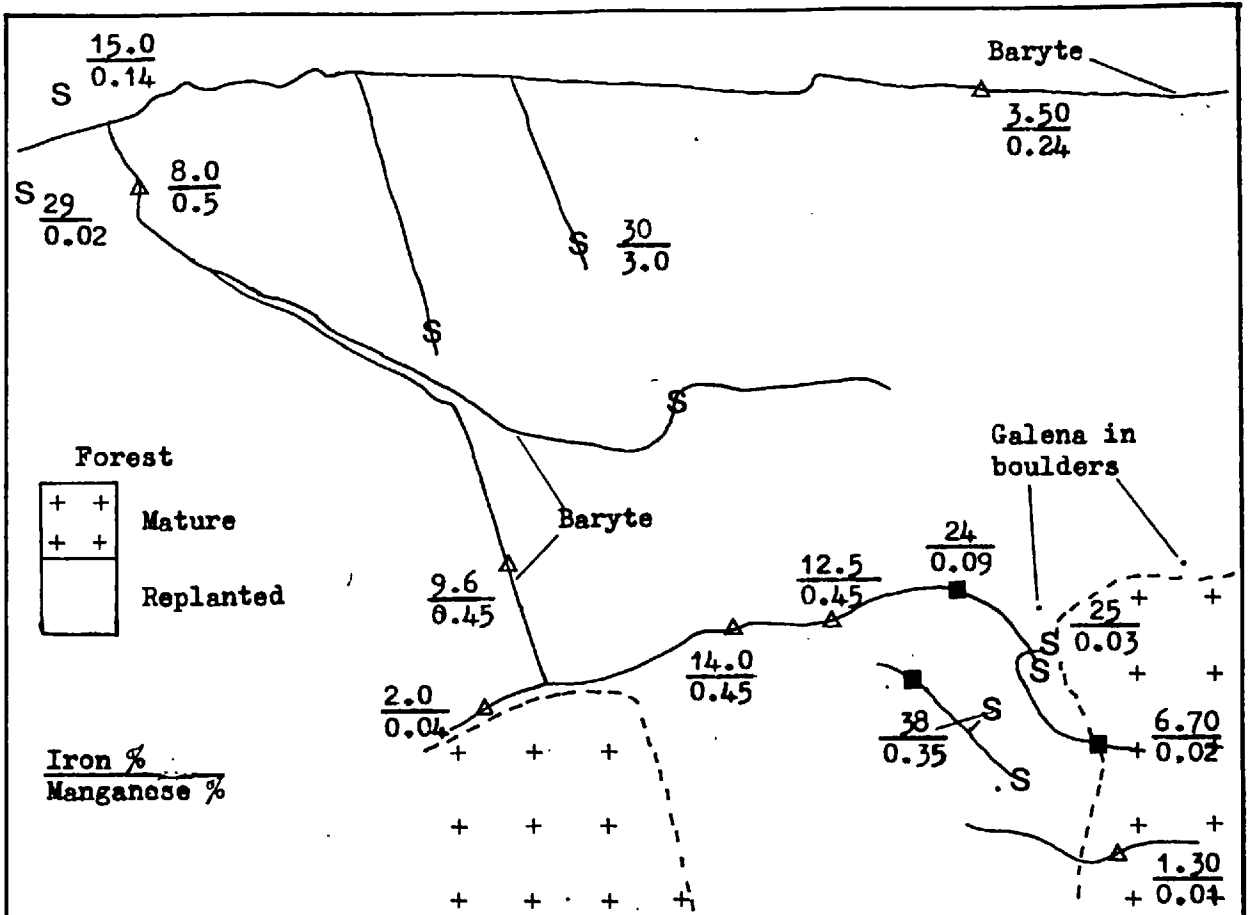 15.0
0.14
S
Baryte
3.50
0.24
S
29
0.02
8.0
0.5
S
30
3.0
S
S
Forest
Mature
Replanted
Galena in
boulders
Baryte
24
0.09
12.5
0.45
9.6
0.45
25
0.03
S
S
14.0
0.45
2.0
0.04
38
0.35
S
S
6.70
0.02
Iron %
Manganese %
1.30
0.01